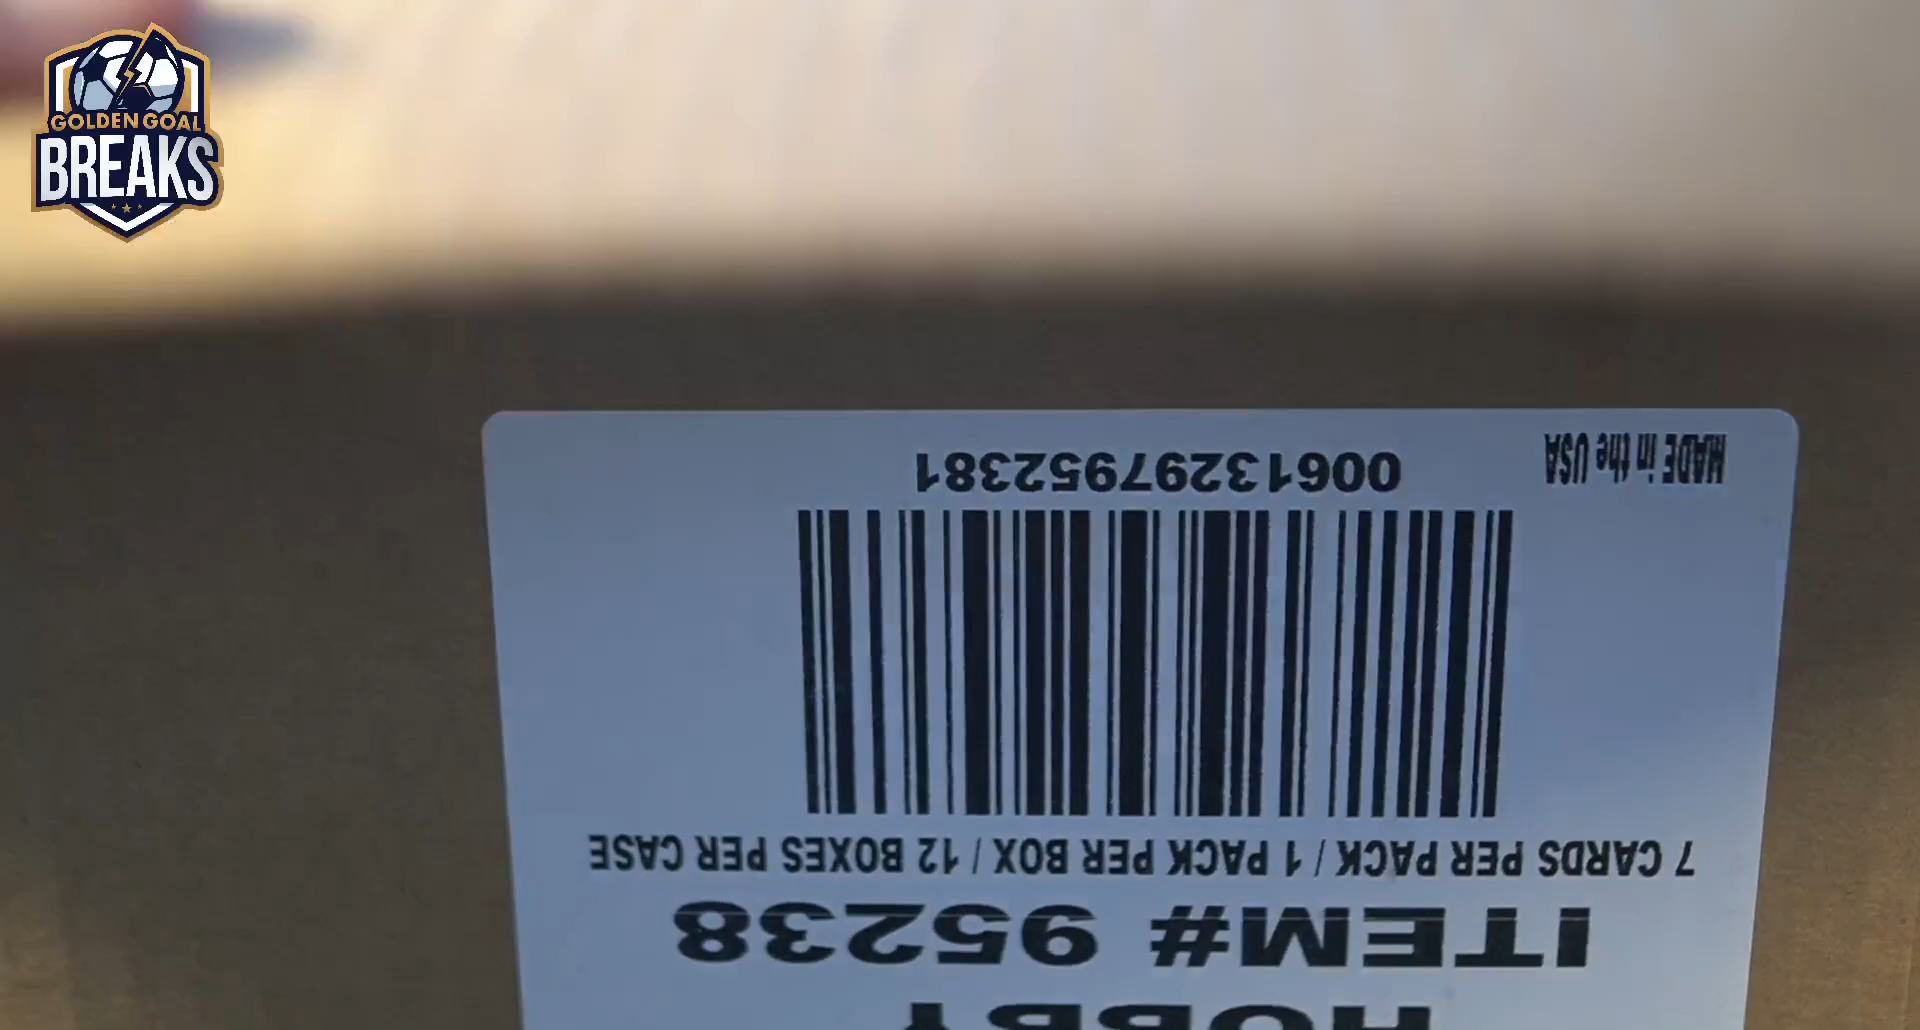 GOLDEN GOAL
BREAKS
HOBBY
ITEM# 95238
7 CARDS PER PACK / 1 PACK PER BOX / 12 BOXES PER CASE
00613297952381
MADE in the USA